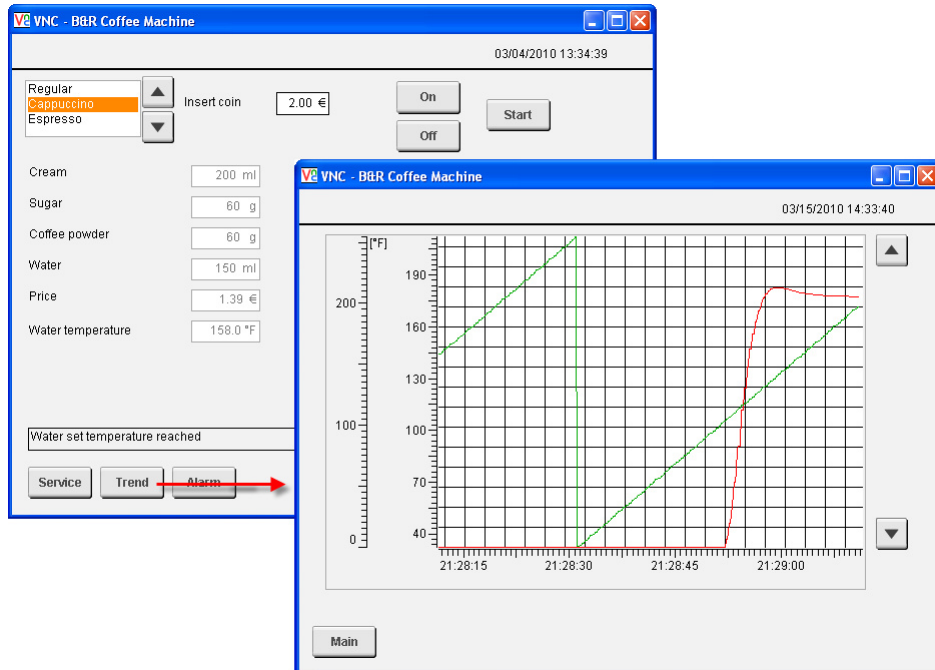 VNC - B&R Coffee Machine
03/04/2010 13:34:39
Regular
Cappuccino
Espresso
Insert coin
2.00 €
On
Off
Start
Cream
200 ml
Sugar
60 g
Coffee powder
60 g
Water
150 ml
Price
1.39 €
Water temperature
158.0 °F
Water set temperature reached
Service
Trend
Alarm
VNC - B&R Coffee Machine
03/15/2010 14:33:40
[°F]
200
100
0
190
160
130
100
70
40
21:28:15
21:28:30
21:28:45
21:29:00
Main